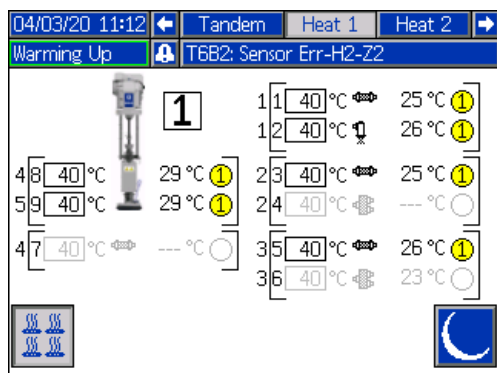 04/03/20 11:12 Tandem Heat 1 Heat 2
Warming Up T6B2: Sensor Err-H2-Z2
1
1 1 40 °C 25 °C 1
1 2 40 °C 26 °C 1
4 8 40 °C 29 °C 1
5 9 40 °C 29 °C 1
2 3 40 °C 25 °C 1
2 4 40 °C --- °C
4 7 40 °C --- °C
3 5 40 °C 26 °C 1
3 6 40 °C 23 °C